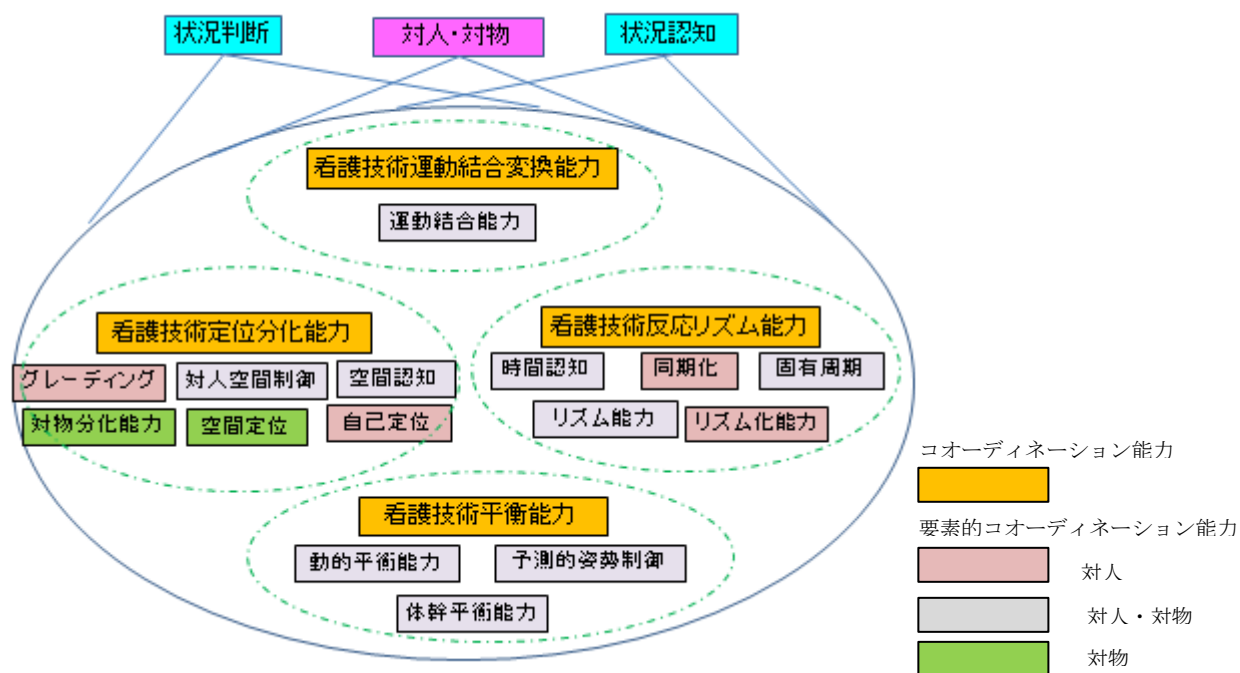 状況判断
対人・対物
状況認知
看護技術運動結合変換能力
運動結合能力
看護技術定位分化能力
グレーディング
対人空間制御
空間認知
対物分化能力
空間定位
自己定位
看護技術反応リズム能力
時間認知
同期化
固有周期
リズム能力
リズム化能力
看護技術平衡能力
動的平衡能力
予測的姿勢制御
体幹平衡能力
コオーディネーション能力
要素的コオーディネーション能力
対人
対人・対物
対物